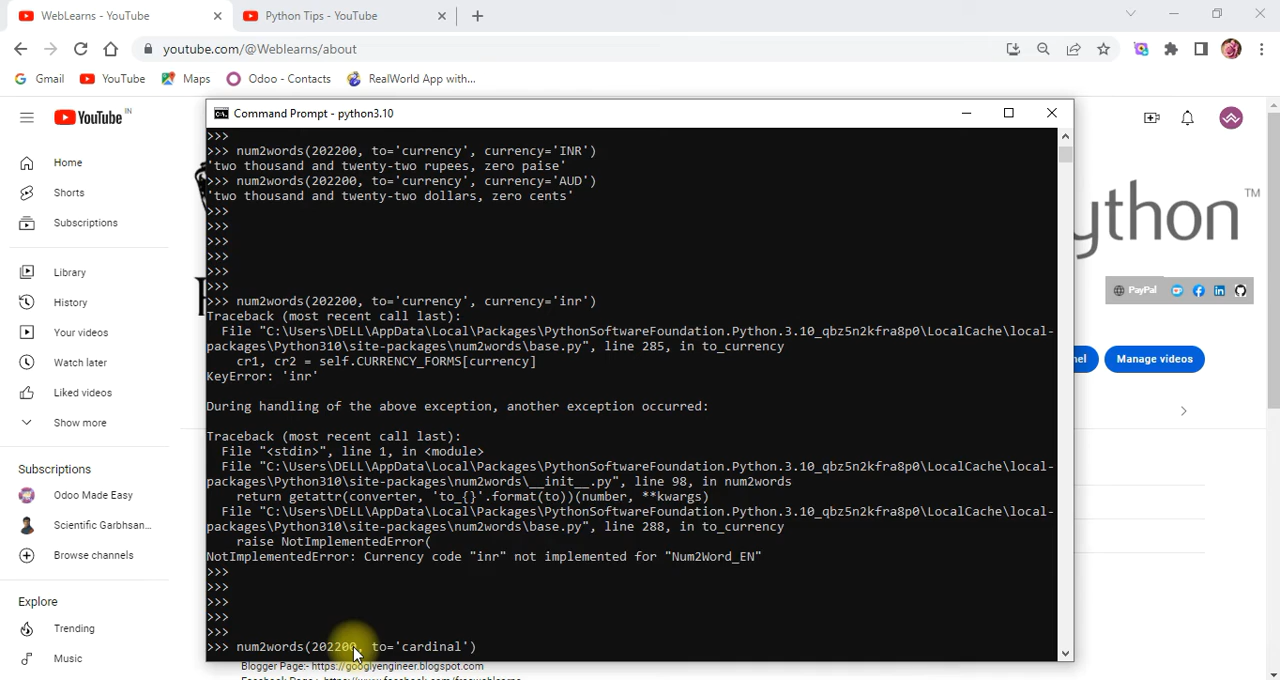 WebLearns - YouTube
Python Tips - YouTube
youtube.com/@Weblearns/about
Gmail
YouTube
Maps
Odoo - Contacts
RealWorld App with...
YouTube IN
Command Prompt - python3.10
Home
Shorts
Subscriptions
Library
History
Your videos
Watch later
Liked videos
Show more
Subscriptions
Odoo Made Easy
Scientific Garbhsan...
Browse channels
Explore
Trending
Music
>>>
>>> num2words(202200, to='currency', currency='INR')
'two thousand and twenty-two rupees, zero paise'
>>> num2words(202200, to='currency', currency='AUD')
'two thousand and twenty-two dollars, zero cents'
>>>
>>>
>>>
>>>
>>>
>>>
>>> num2words(202200, to='currency', currency='inr')
Traceback (most recent call last):
File "C:\Users\DELL\AppData\Local\Packages\PythonSoftwareFoundation.Python.3.10_qbz5n2kfra8p0\LocalCache\local-
packages\Python310\site-packages\num2words\base.py", line 285, in to_currency
cr1, cr2 = self.CURRENCY_FORMS[currency]
KeyError: 'inr'
During handling of the above exception, another exception occurred:
Traceback (most recent call last):
File "<stdin>", line 1, in <module>
File "C:\Users\DELL\AppData\Local\Packages\PythonSoftwareFoundation.Python.3.10_qbz5n2kfra8p0\LocalCache\local-
packages\Python310\site-packages\num2words\__init__.py", line 98, in num2words
return getattr(converter, 'to_{}'.format(to))(number, **kwargs)
File "C:\Users\DELL\AppData\Local\Packages\PythonSoftwareFoundation.Python.3.10_qbz5n2kfra8p0\LocalCache\local-
packages\Python310\site-packages\num2words\base.py", line 288, in to_currency
raise NotImplementedError(
NotImplementedError: Currency code "inr" not implemented for "Num2Word_EN"
>>>
>>>
>>>
>>>
>>>
>>> num2words(202200, to='cardinal')
ython TM
PayPal
nel
Manage videos
Blogger Page:- https://googlyengineer.blogspot.com